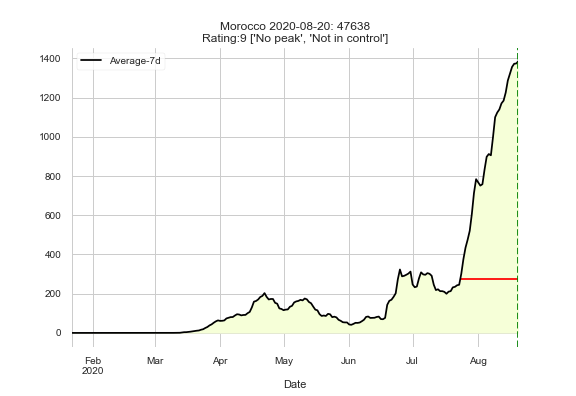 Morocco 2020-08-20: 47638
Rating:9 ['No peak', 'Not in control']
Average-7d
1400
1200
1000
800
600
400
200
0
Feb Mar Apr May Jun Jul Aug
2020
Date